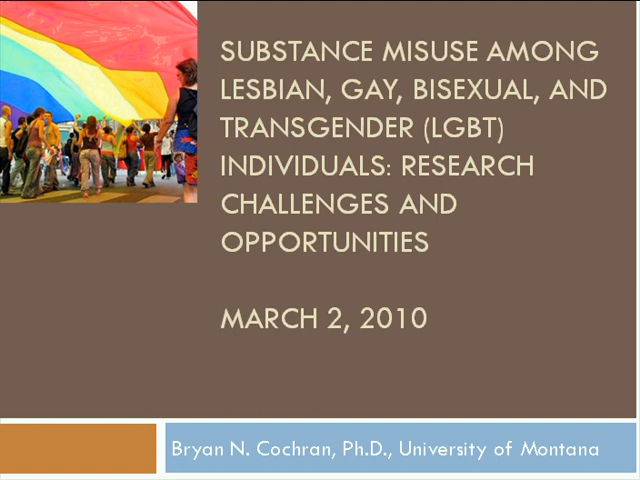 SUBSTANCE MISUSE AMONG
LESBIAN, GAY, BISEXUAL, AND
TRANSGENDER (LGBT)
INDIVIDUALS: RESEARCH
CHALLENGES AND
OPPORTUNITIES
MARCH 2, 2010
Bryan N. Cochran, Ph.D., University of Montana